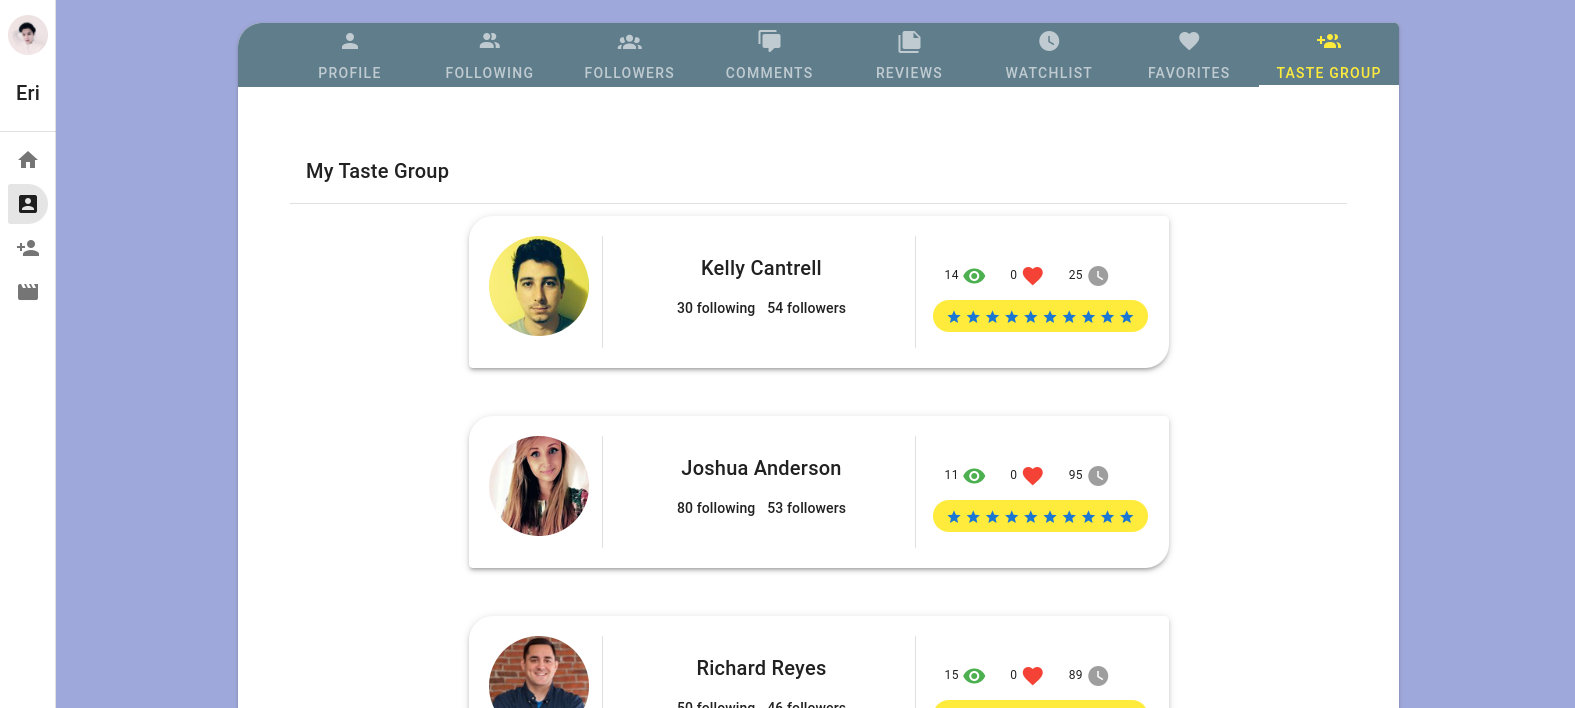 Eri
PROFILE
FOLLOWING
FOLLOWERS
COMMENTS
REVIEWS
WATCHLIST
FAVORITES
TASTE GROUP
My Taste Group
Kelly Cantrell
30 following 54 followers
14 0 25
Joshua Anderson
80 following 53 followers
11 0 95
Richard Reyes
50 following 46 followers
15 0 89